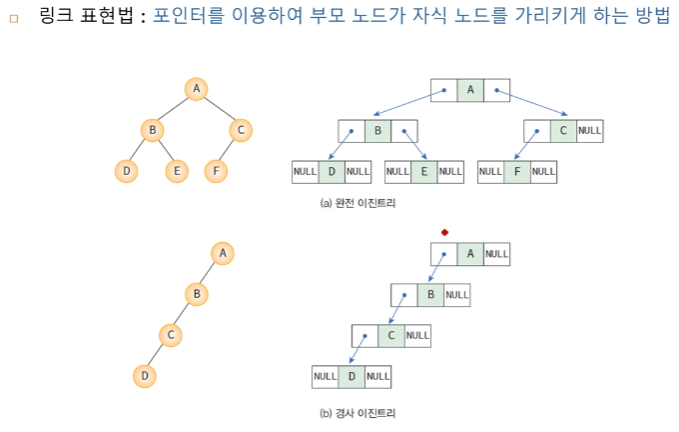 링크 표현법 : 포인터를 이용하여 부모 노드가 자식 노드를 가리키게 하는 방법
A
B C
D E F
A
B C NULL
NULL D NULL NULL E NULL NULL F NULL
(a) 완전 이진트리
A
B
C
D
A NULL
B NULL
C NULL
NULL D NULL
(b) 경사 이진트리